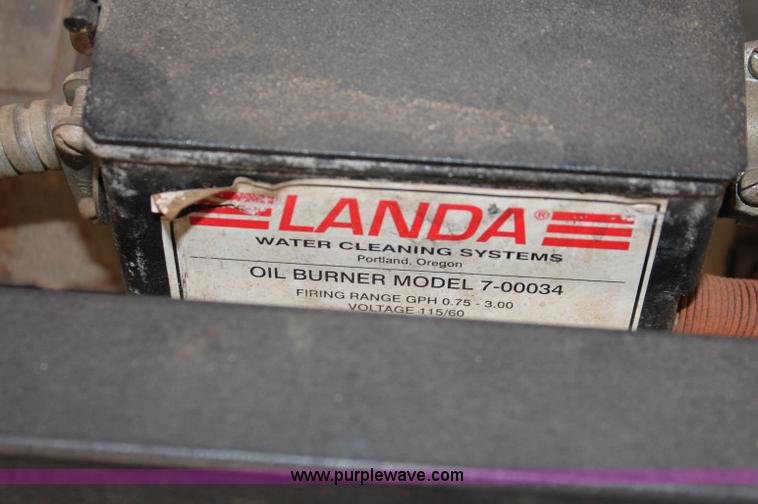 LANDA®
WATER CLEANING SYSTEMS
Portland, Oregon
OIL BURNER MODEL 7-00034
FIRING RANGE GPH 0.75 - 3.00
VOLTAGE 115/60
www.purplewave.com